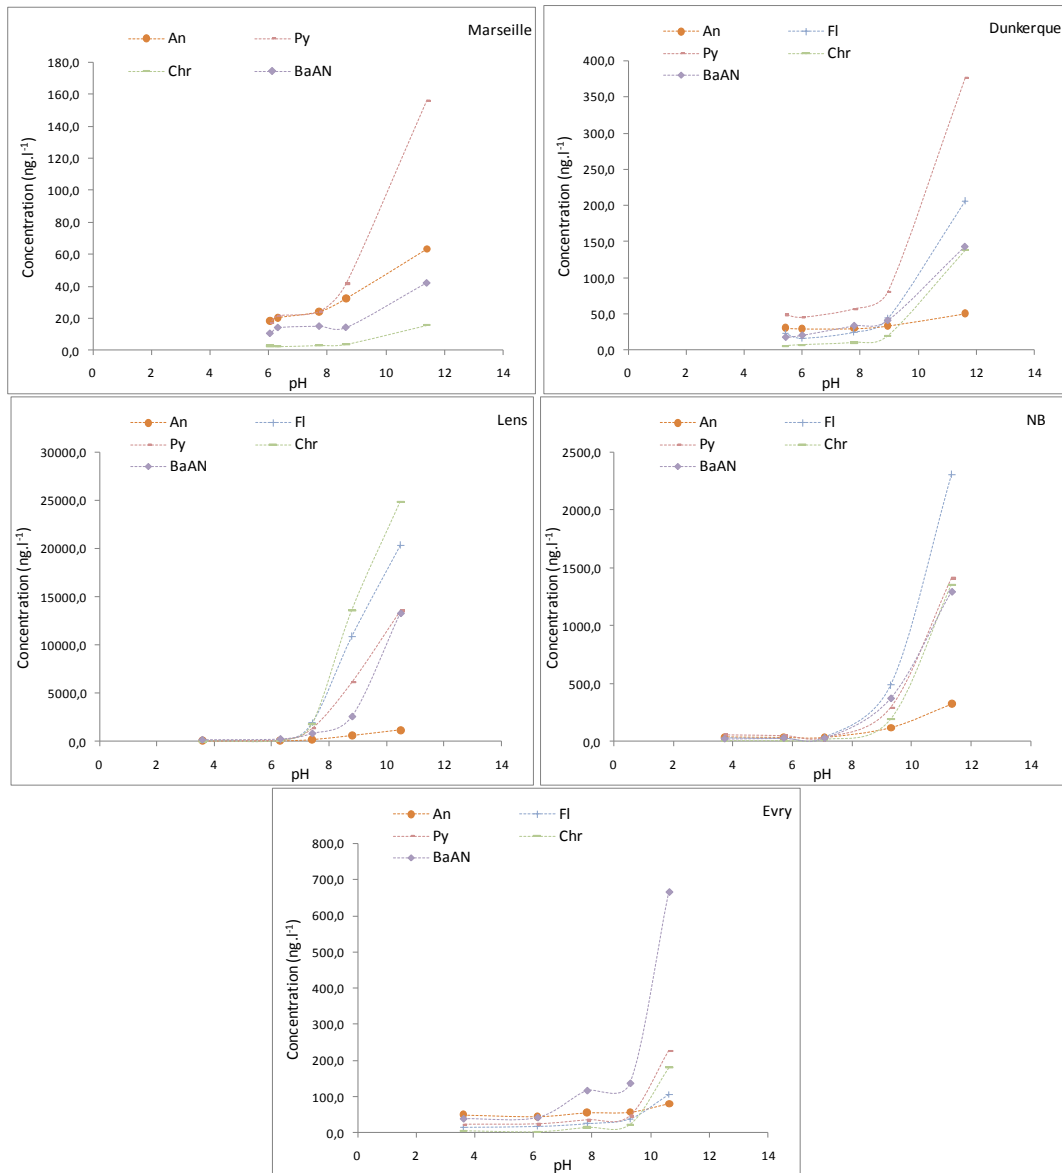 Marseille
An Py
Chr BaAN
Concentration (ng.l-1)
180,0
160,0
140,0
120,0
100,0
80,0
60,0
40,0
20,0
0,0
0 2 4 6 8 10 12 14
pH
Dunkerque
An Fl
Py Chr
BaAN
Concentration (ng.l-1)
400,0
350,0
300,0
250,0
200,0
150,0
100,0
50,0
0,0
0 2 4 6 8 10 12 14
pH
Lens
An Fl
Py Chr
BaAN
Concentration (ng.l-1)
30000,0
25000,0
20000,0
15000,0
10000,0
5000,0
0,0
0 2 4 6 8 10 12 14
pH
NB
An Fl
Py Chr
BaAN
Concentration (ng.l-1)
2500,0
2000,0
1500,0
1000,0
500,0
0,0
0 2 4 6 8 10 12 14
pH
Evry
An Fl
Py Chr
BaAN
Concentration (ng.l-1)
800,0
700,0
600,0
500,0
400,0
300,0
200,0
100,0
0,0
0 2 4 6 8 10 12 14
pH